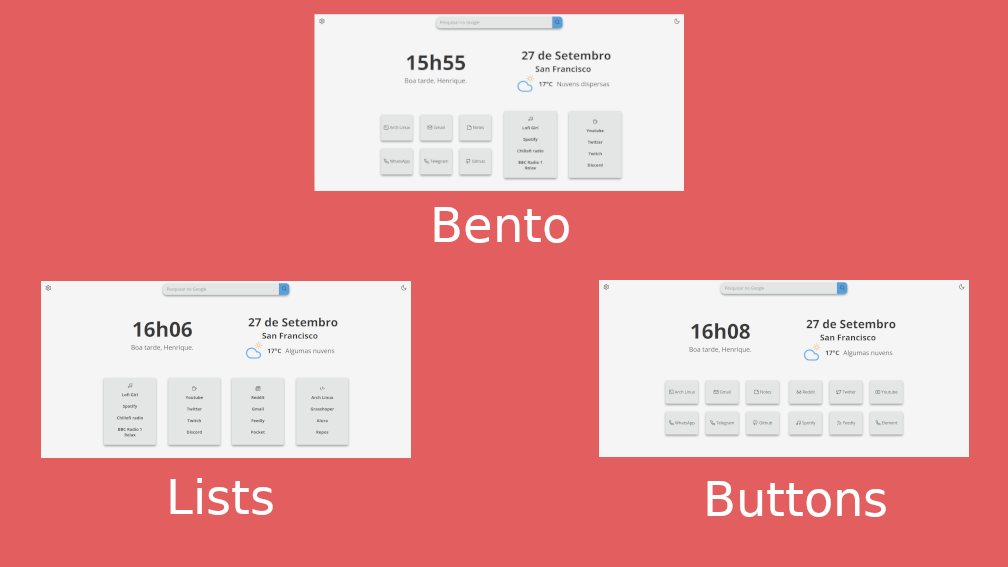 Pesquisar no Google
15h55
Boa tarde, Henrique.
27 de Setembro
San Francisco
17°C Nuvens dispersas
Arch Linux Gmail Notes
WhatsApp Telegram Github
Lofi Girl
Spotify
Chillofi radio
BBC Radio 1
Relax
Youtube
Twitter
Twitch
Discord
Bento
Pesquisar no Google
16h06
Boa tarde, Henrique.
27 de Setembro
San Francisco
17°C Algumas nuvens
Lofi Girl
Spotify
Chillofi radio
BBC Radio 1
Relax
Youtube
Twitter
Twitch
Discord
Reddit
Gmail
Feedly
Pocket
Arch Linux
Repos
Lists
Pesquisar no Google
16h08
Boa tarde, Henrique.
27 de Setembro
San Francisco
17°C Algumas nuvens
Arch Linux Gmail Notes Reddit Twitter Youtube
WhatsApp Telegram Github Spotify Feedly Element
Buttons